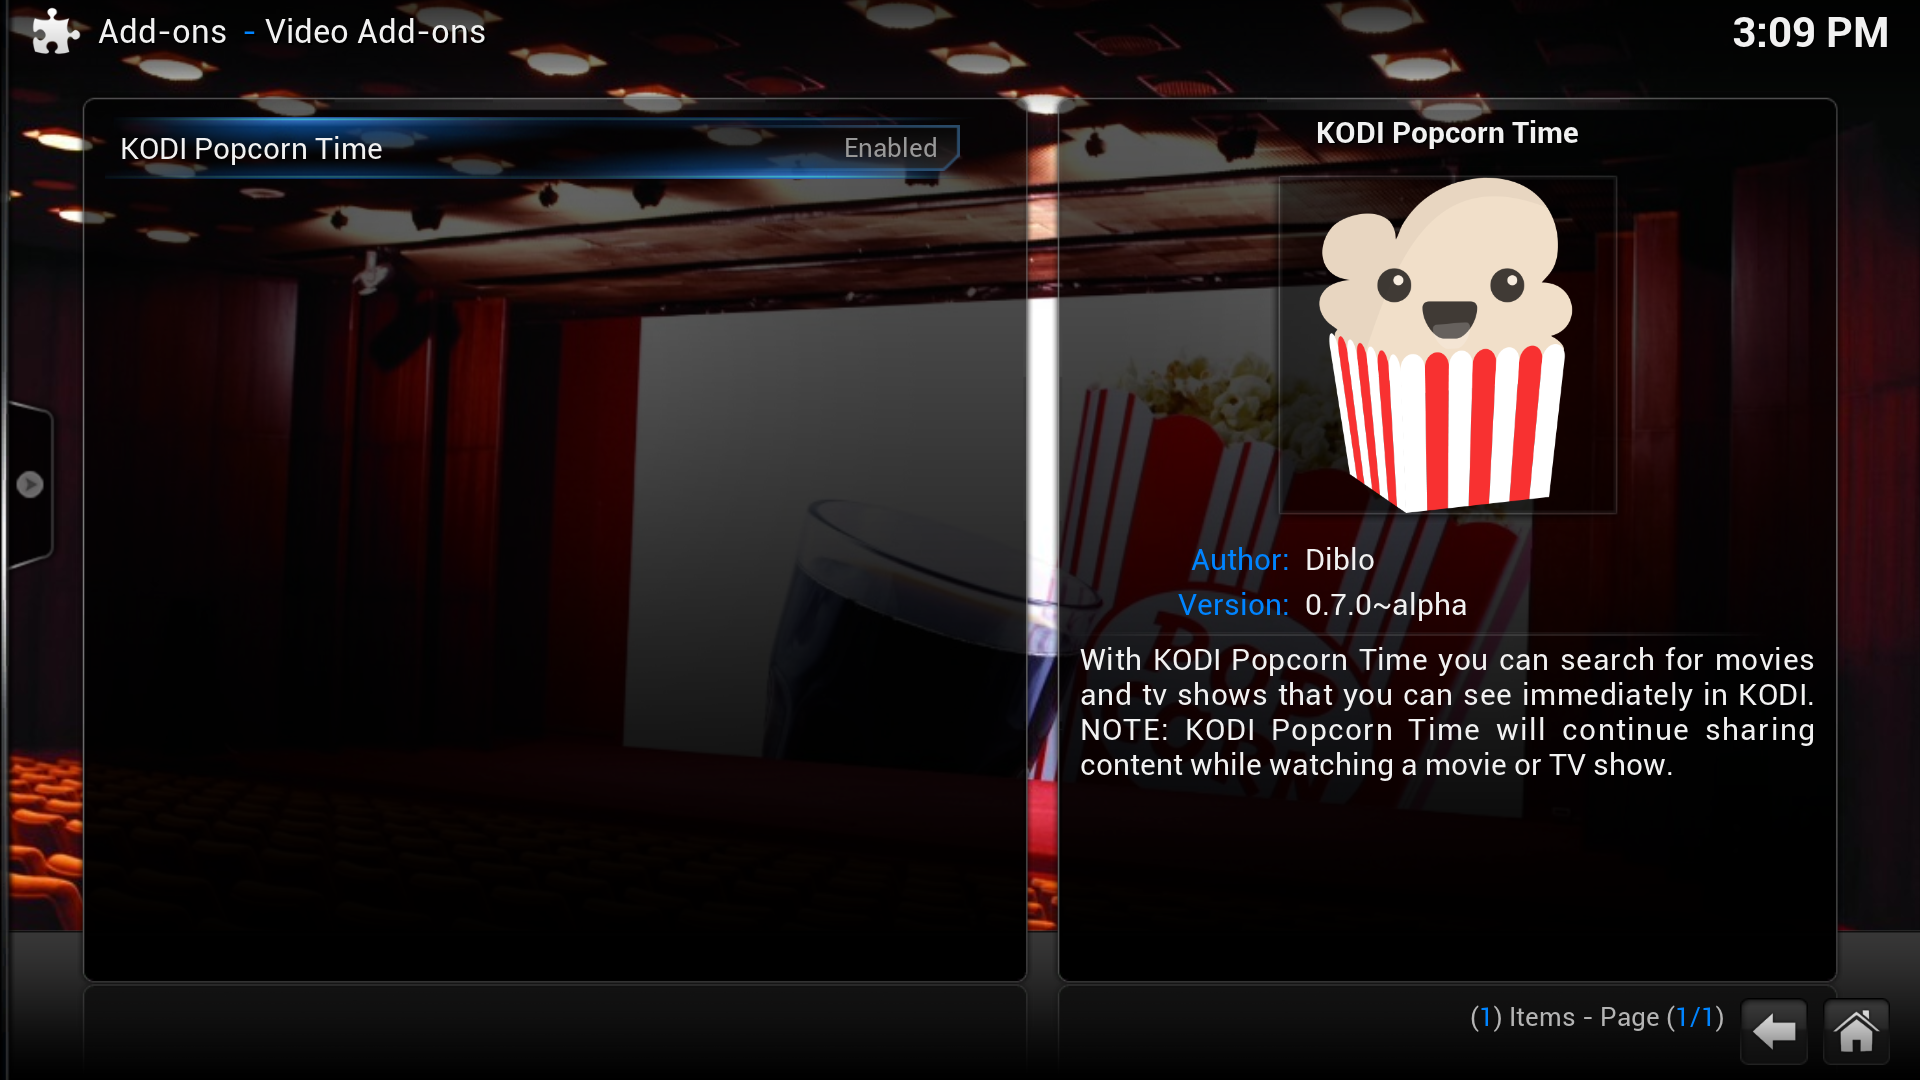 Add-ons - Video Add-ons
3:09 PM
KODI Popcorn Time
Enabled
KODI Popcorn Time
Author: Diblo
Version: 0.7.0~alpha
With KODI Popcorn Time you can search for movies
and tv shows that you can see immediately in KODI.
NOTE: KODI Popcorn Time will continue sharing
content while watching a movie or TV show.
(1) Items - Page (1/1)